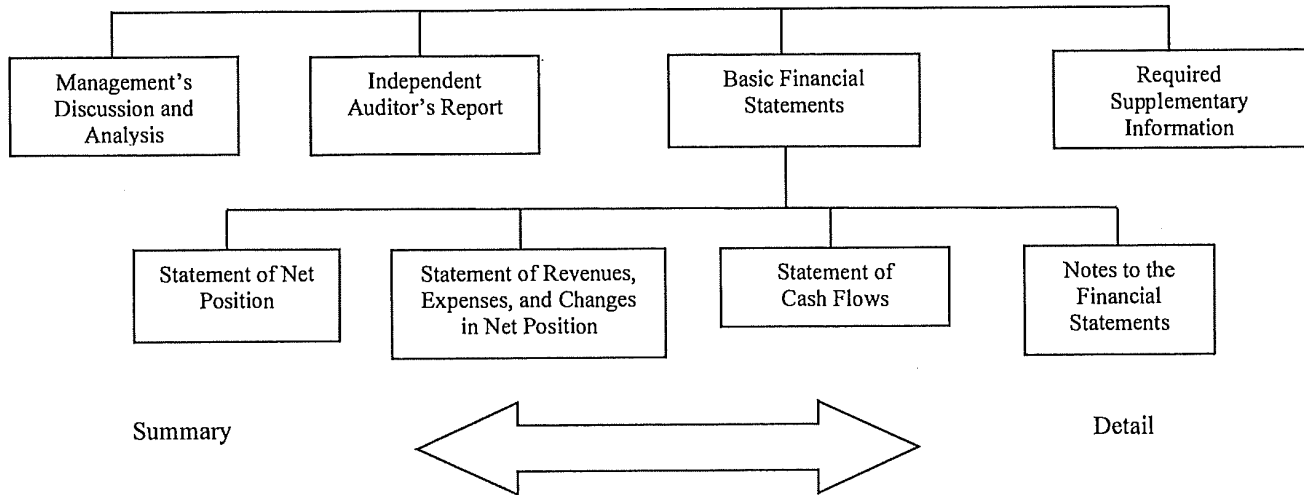 Management's
Discussion and
Analysis
Independent
Auditor's Report
Basic Financial
Statements
Required
Supplementary
Information
Statement of Net
Position
Statement of Revenues,
Expenses, and Changes
in Net Position
Statement of
Cash Flows
Notes to the
Financial
Statements
Summary
Detail